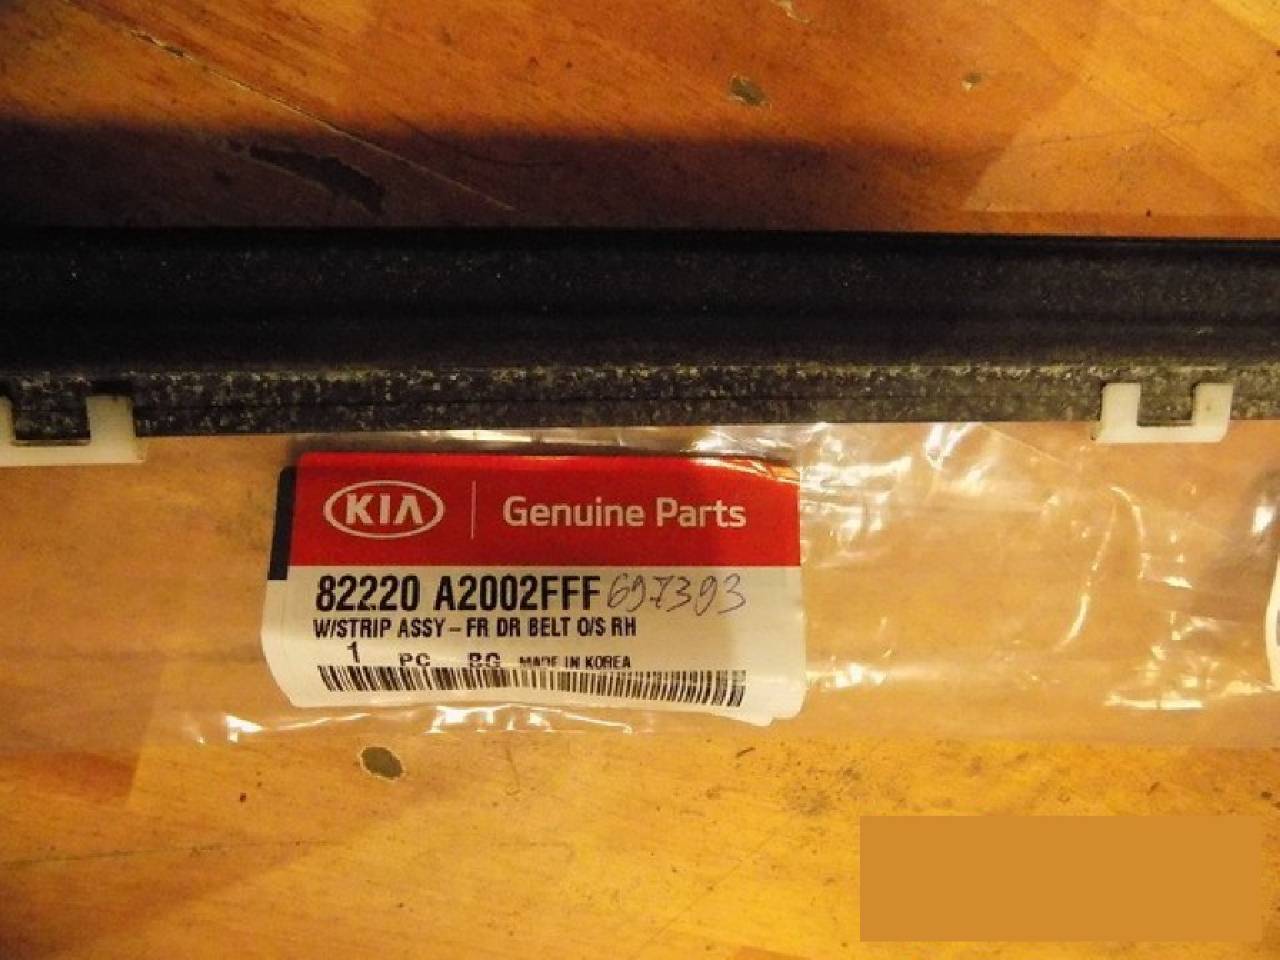 KIA Genuine Parts
82220 A2002FFF 697393
W/STRIP ASSY - FR DR BELT O/S RH
1 PC BG MADE IN KOREA